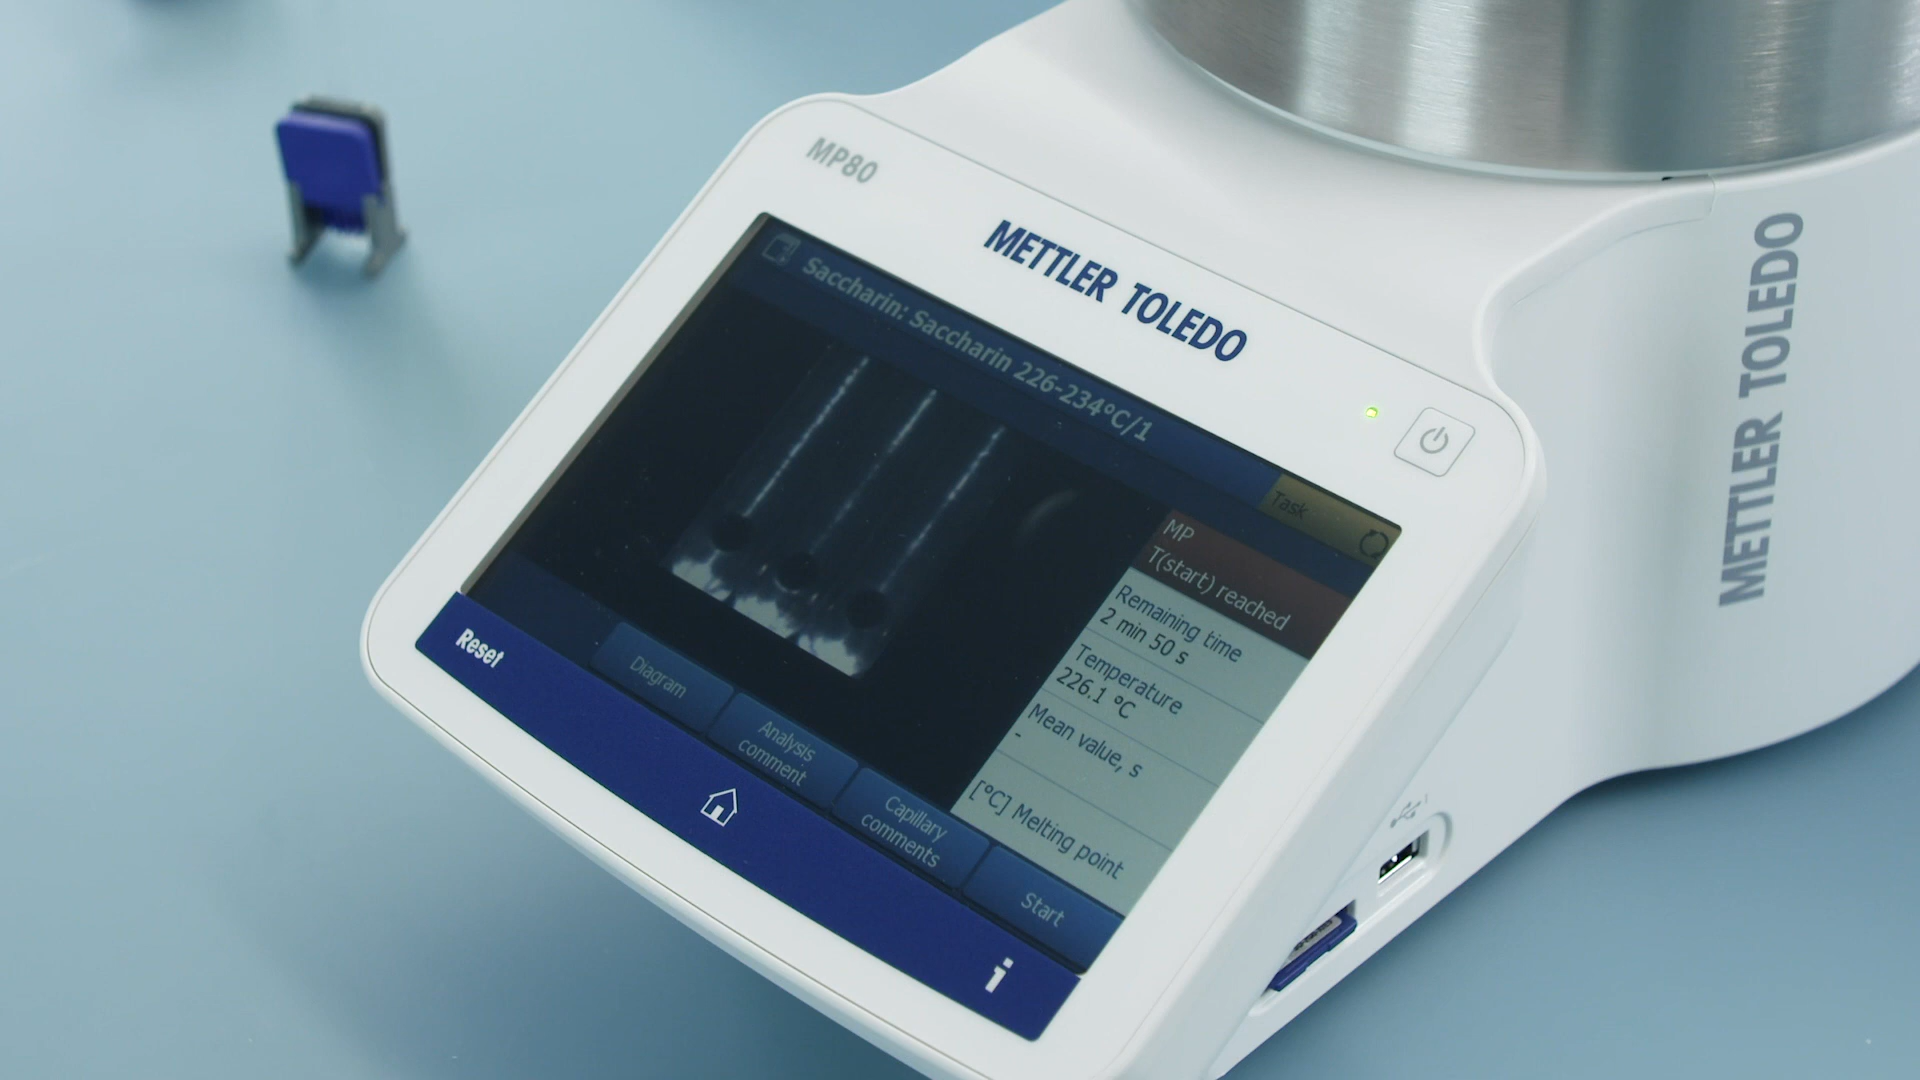 MP80
METTLER TOLEDO
Saccharin: Saccharin 226-234°C/1
Task
MP
T(start) reached
Remaining time
2 min 50 s
Temperature
226.1 °C
Mean value, s
-
[°C] Melting point
Diagram
Analysis
comment
Capillary
comments
Start
Reset
i
METTLER TOLEDO